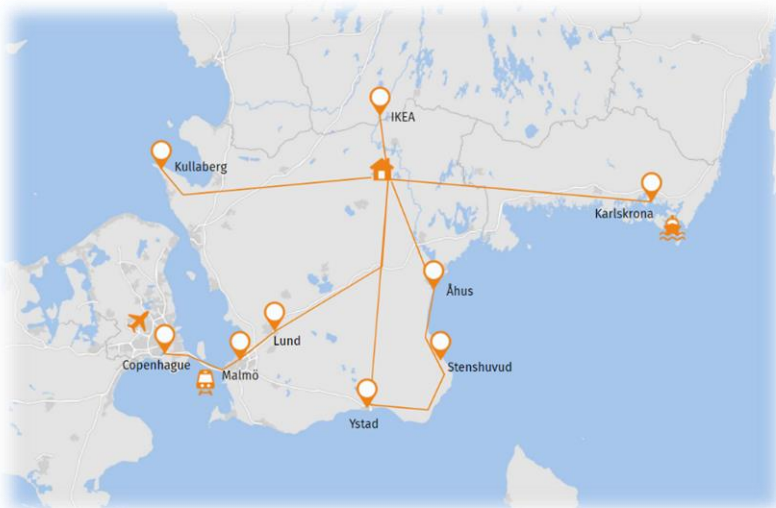 IKEA
Kullaberg
Karlskrona
Åhus
Lund
Copenhague
Malmö
Stenshuvud
Ystad